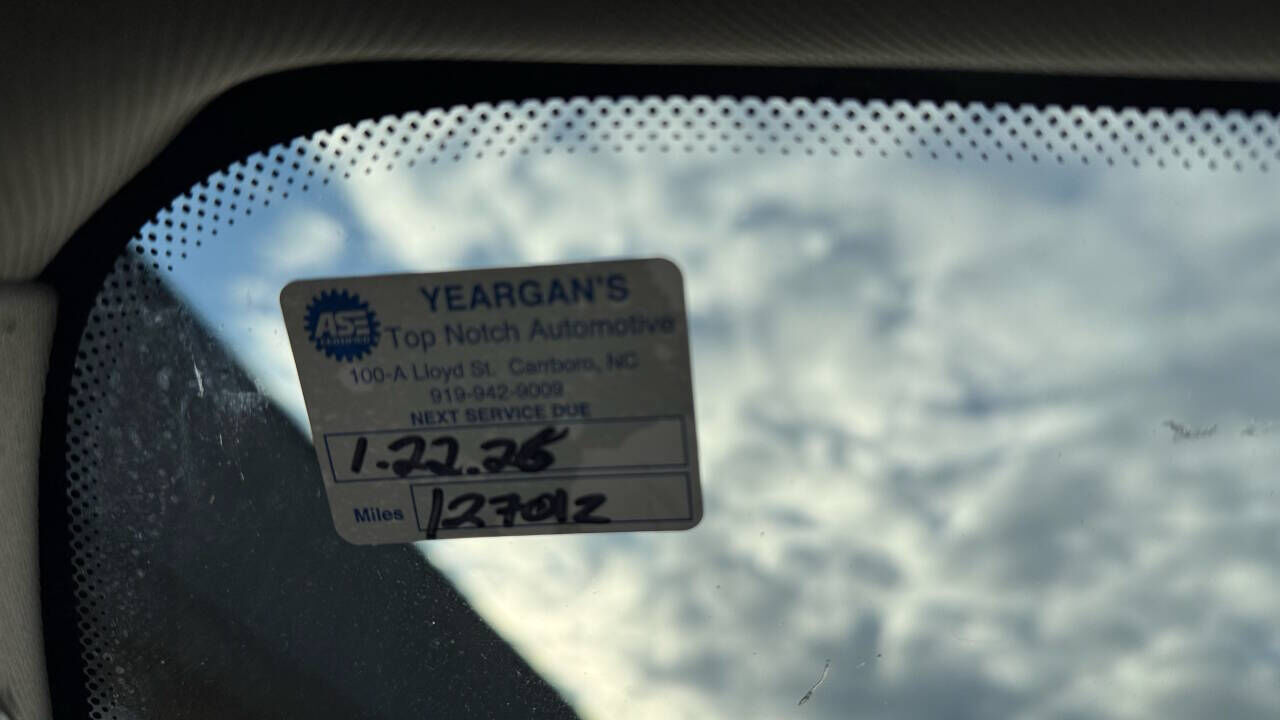 YEARGAN'S
ASE
CERTIFIED
Top Notch Automotive
100-A Lloyd St. Carrboro, NC
919-942-9009
NEXT SERVICE DUE
1.22.26
Miles 127012